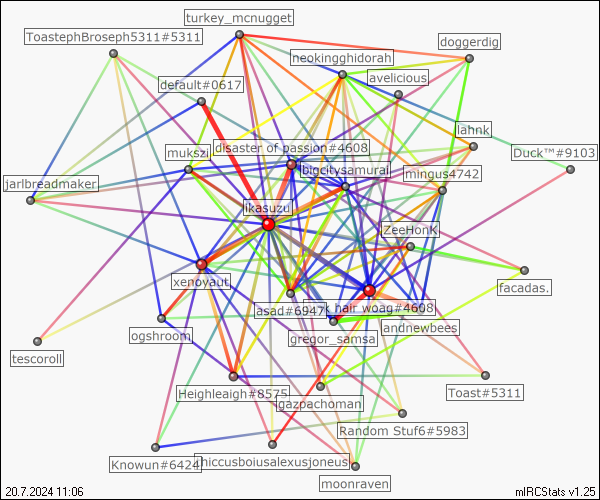 turkey_mcnugget
ToastephBroseph5311#5311
doggerdig
neokingghidorah
avelicious
default#0617
lahnk
disaster of passion#4608
mukszi
Duck™#9103
bigcitysamurai
mingus4742
jarlbreadmaker
likasuzu
ZeeHonK
xenoyaut
facadas.
asad#6947
hair woag#4608
andnewbees
ogshroom
gregor_samsa
tescoroll
Heighleaigh#8575
Toast#5311
gazpachoman
Random Stuf6#5983
Knowun#6424
hiccusboiusalexusjoneus
moonraven
20.7.2024 11:06
mIRCStats v1.25